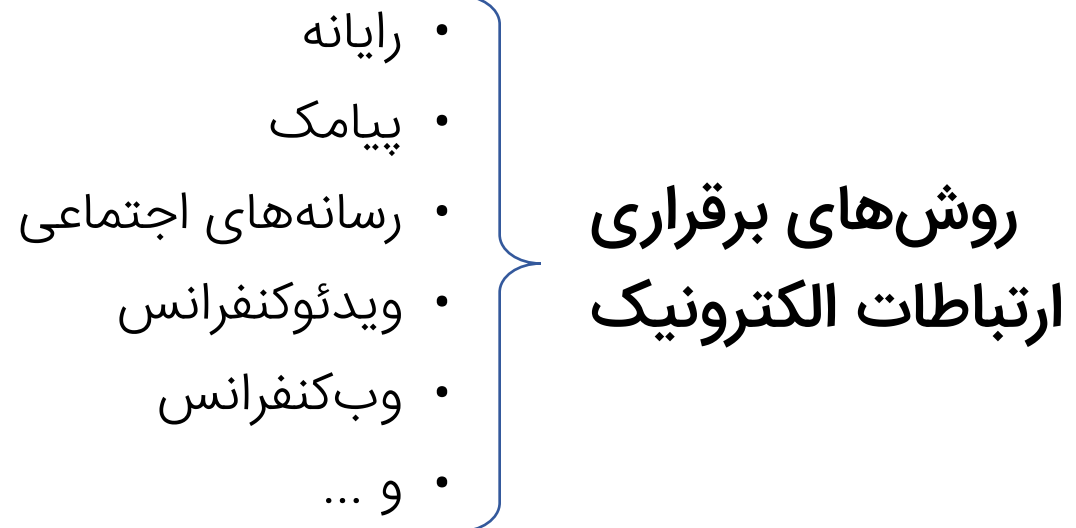 روش‌های برقراری
ارتباطات الکترونیک
• رایانه
• پیامک
• رسانه‌های اجتماعی
• ویدئوکنفرانس
• وب‌کنفرانس
• و ...